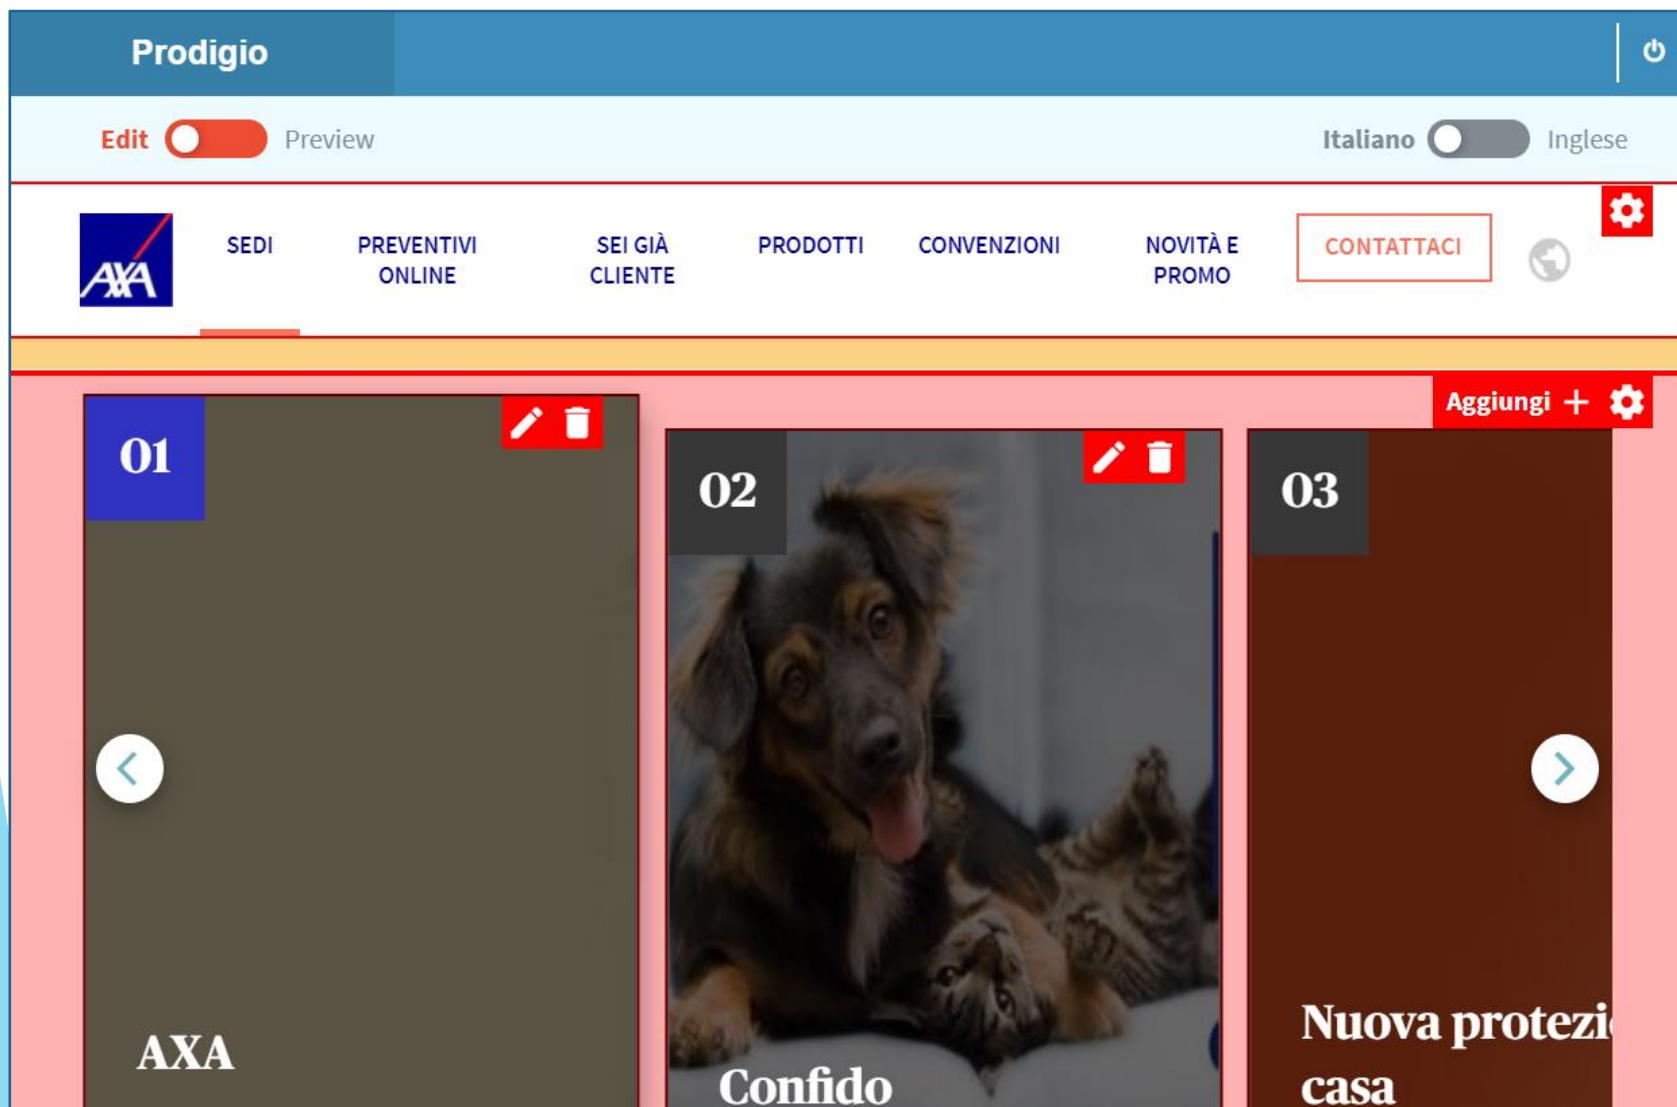 Prodigio
Edit Preview Italiano Inglese
AXA SEDI PREVENTIVI ONLINE SEI GIÀ CLIENTE PRODOTTI CONVENZIONI NOVITÀ E PROMO CONTATTACI
Aggiungi +
01
02
03
AXA
Confido
Nuova protezi
casa